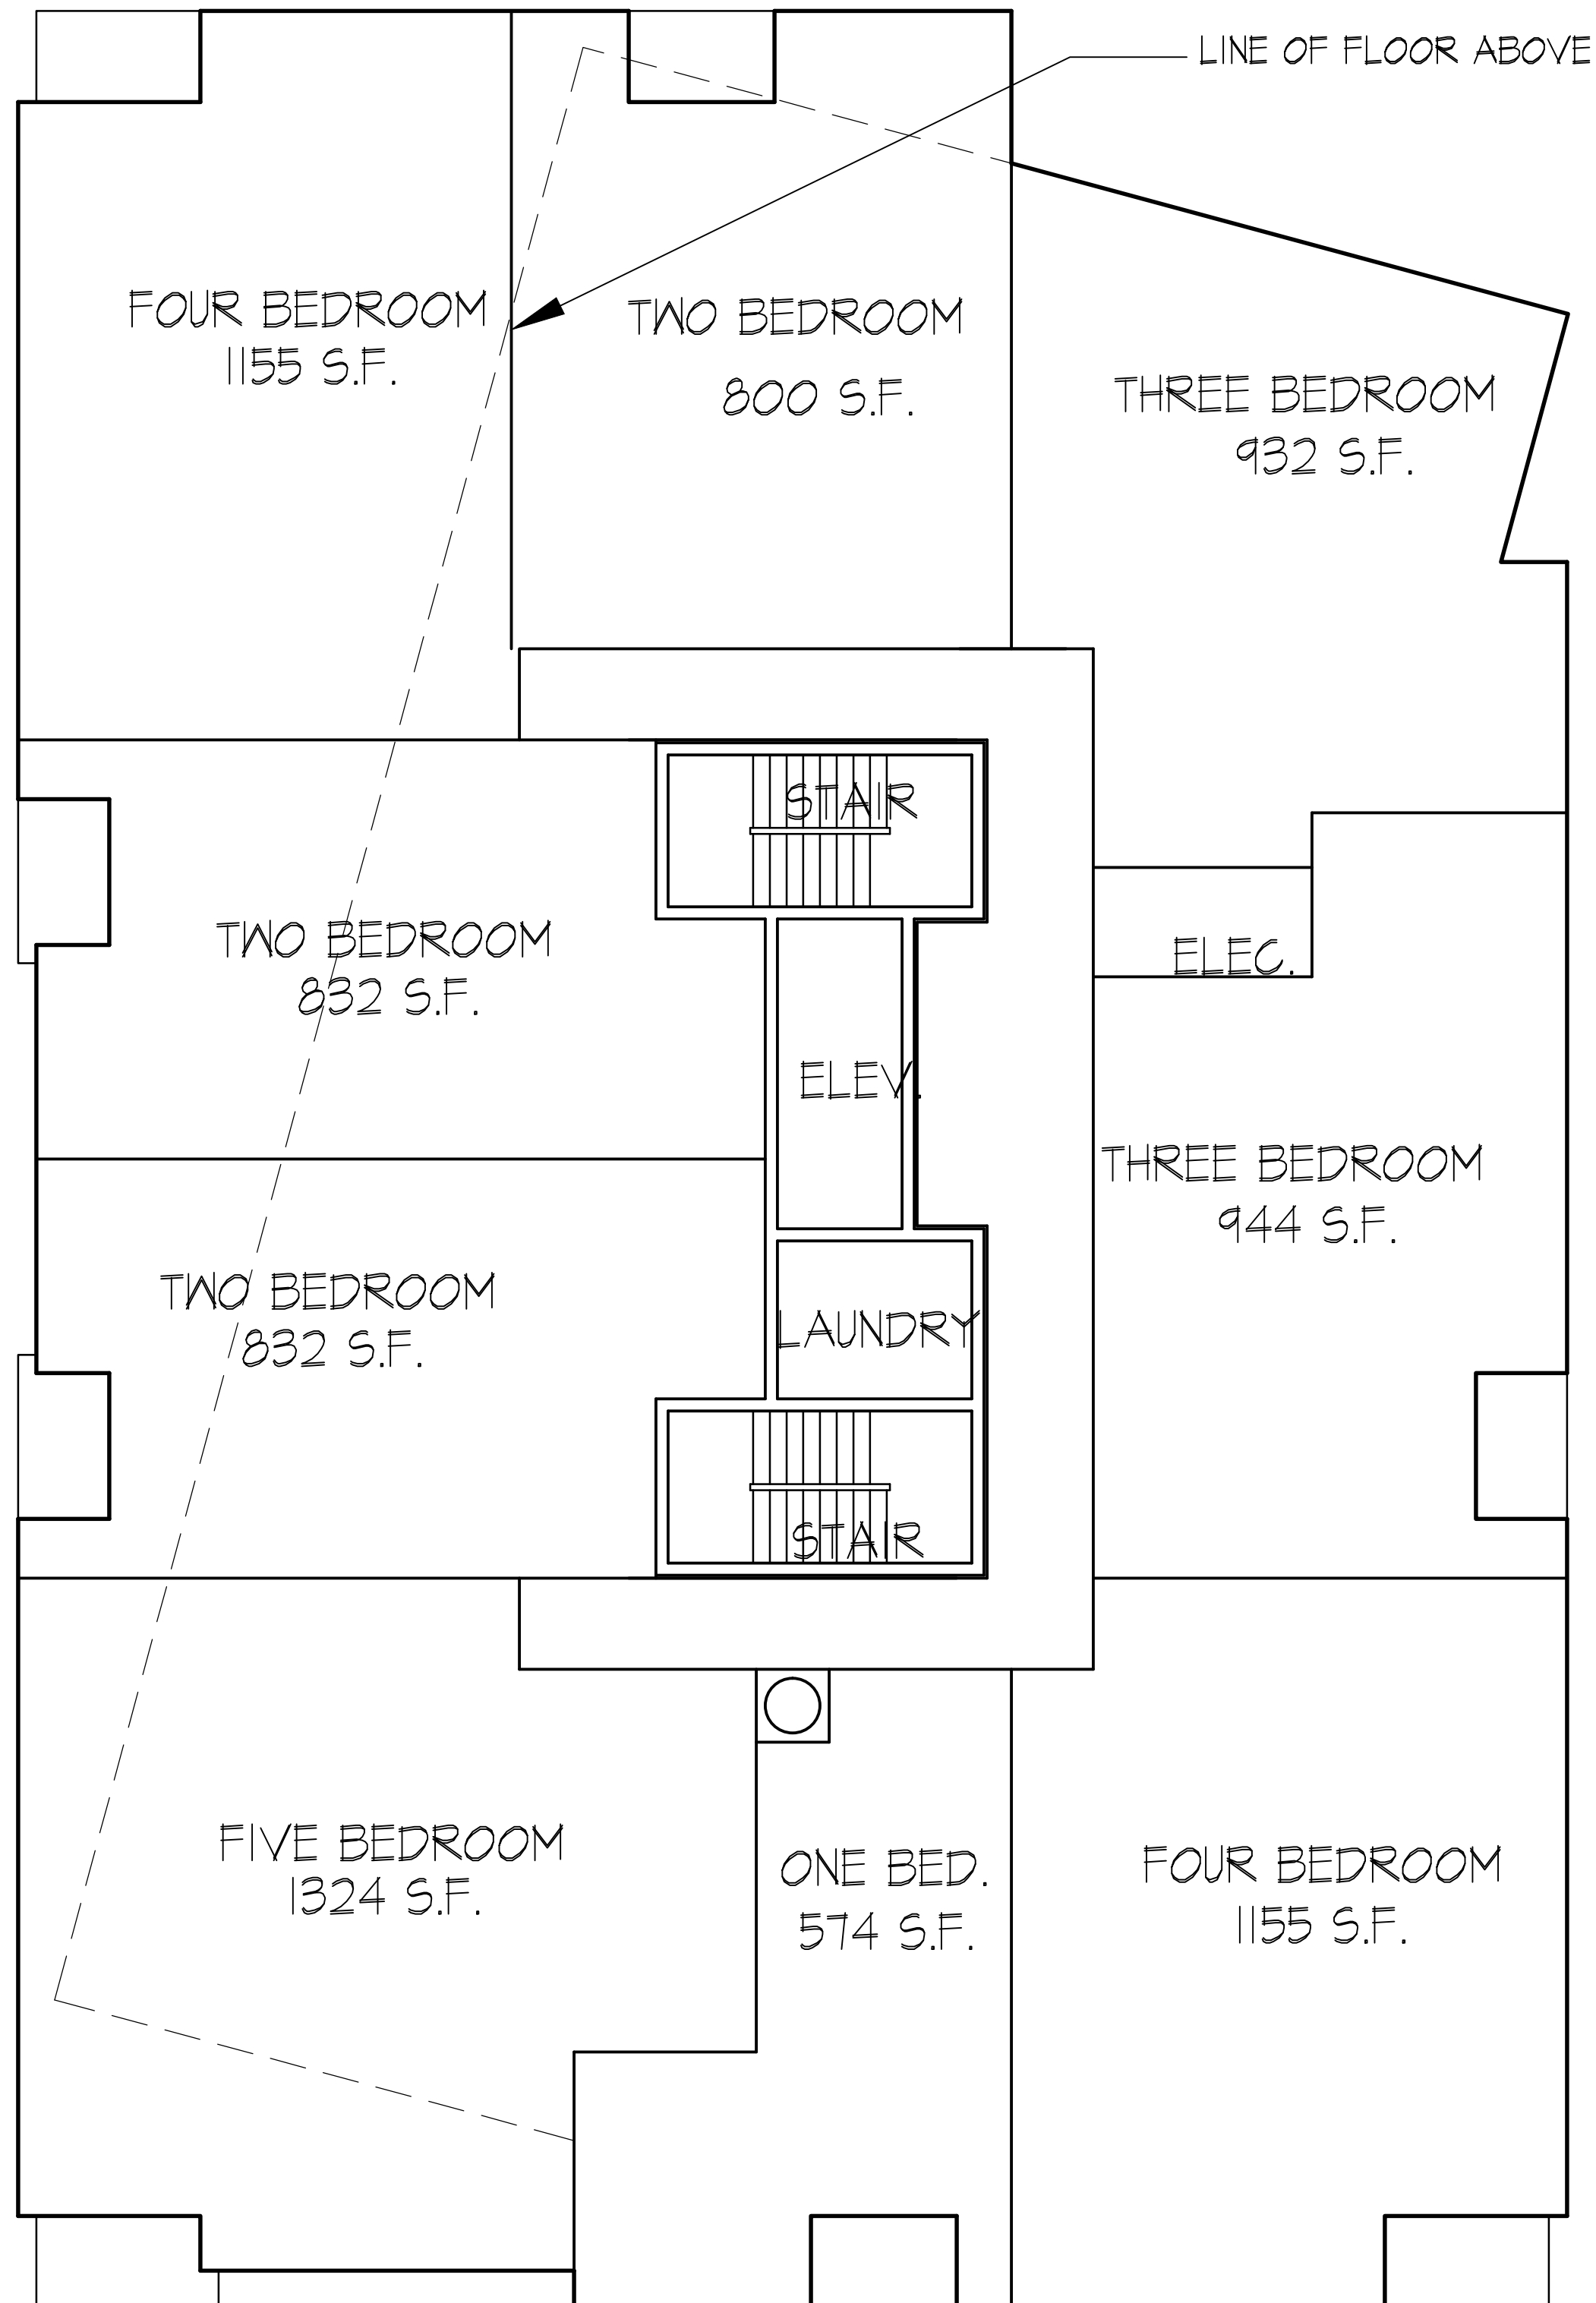 LINE OF FLOOR ABOVE
FOUR BEDROOM
1155 S.F.
TWO BEDROOM
800 S.F.
THREE BEDROOM
932 S.F.
STAIR
TWO BEDROOM
832 S.F.
ELEC.
ELEV.
THREE BEDROOM
944 S.F.
TWO BEDROOM
832 S.F.
LAUNDRY
STAIR
FIVE BEDROOM
1324 S.F.
ONE BED.
574 S.F.
FOUR BEDROOM
1155 S.F.